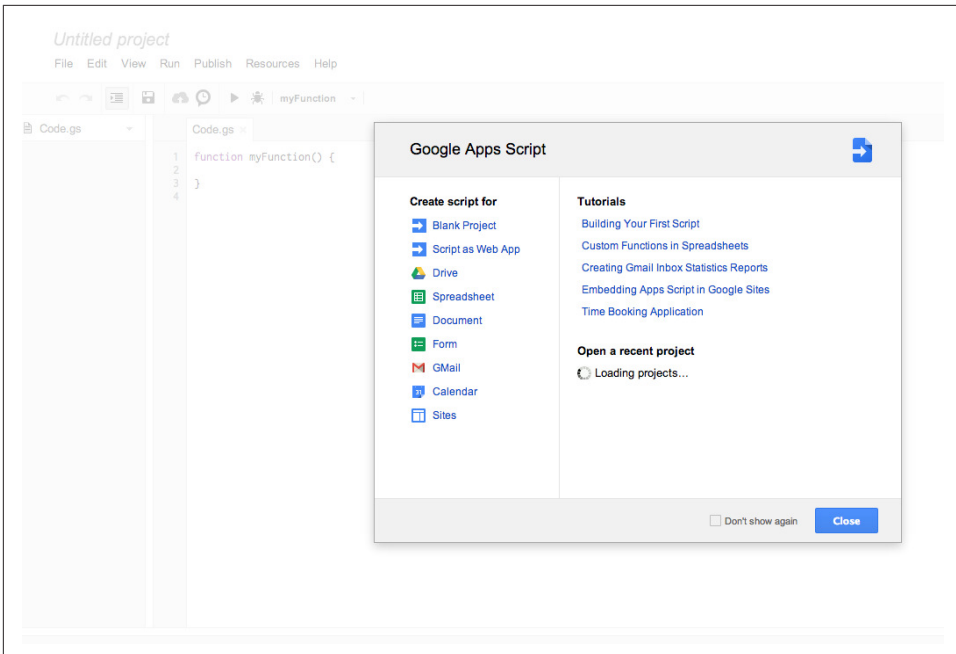 Untitled project
File Edit View Run Publish Resources Help
myFunction
Code.gs
Code.gs ×
1 function myFunction() {
2
3 }
4
Google Apps Script
Create script for
Blank Project
Script as Web App
Drive
Spreadsheet
Document
Form
GMail
31 Calendar
Sites
Tutorials
Building Your First Script
Custom Functions in Spreadsheets
Creating Gmail Inbox Statistics Reports
Embedding Apps Script in Google Sites
Time Booking Application
Open a recent project
Loading projects...
Don't show again
Close